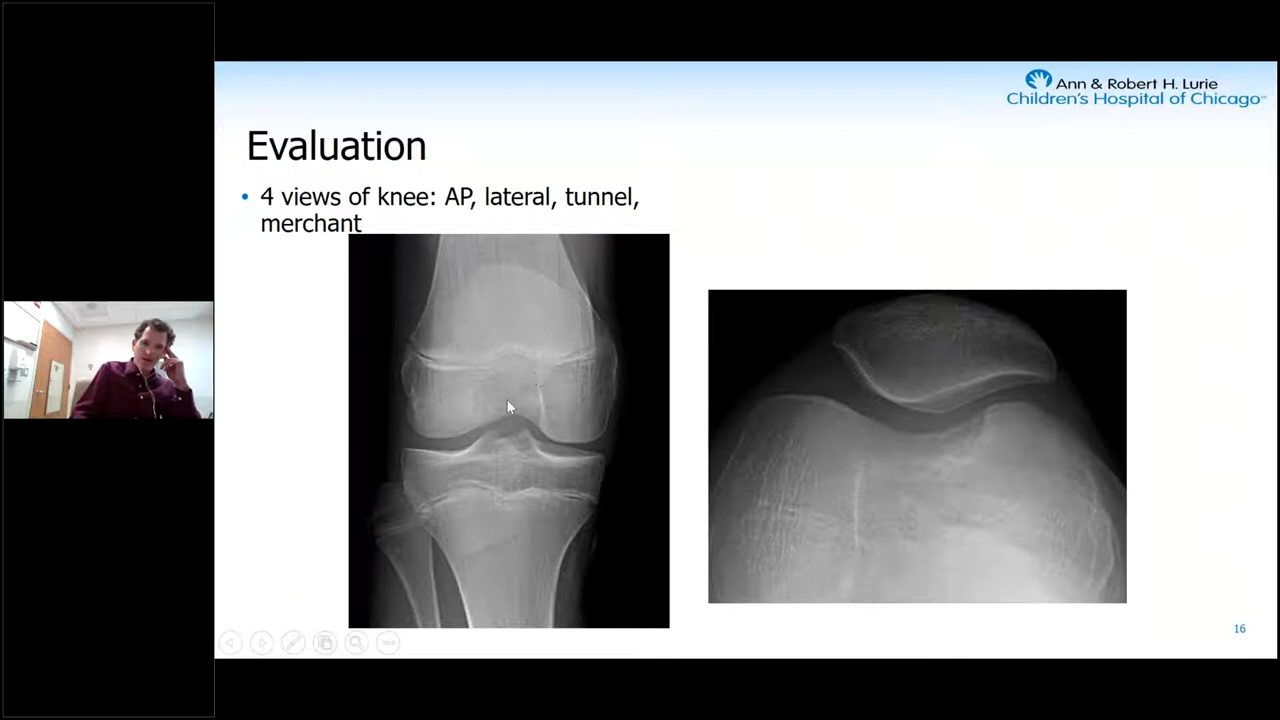 Ann & Robert H. Lurie
Children's Hospital of Chicago
Evaluation
• 4 views of knee: AP, lateral, tunnel,
merchant
16